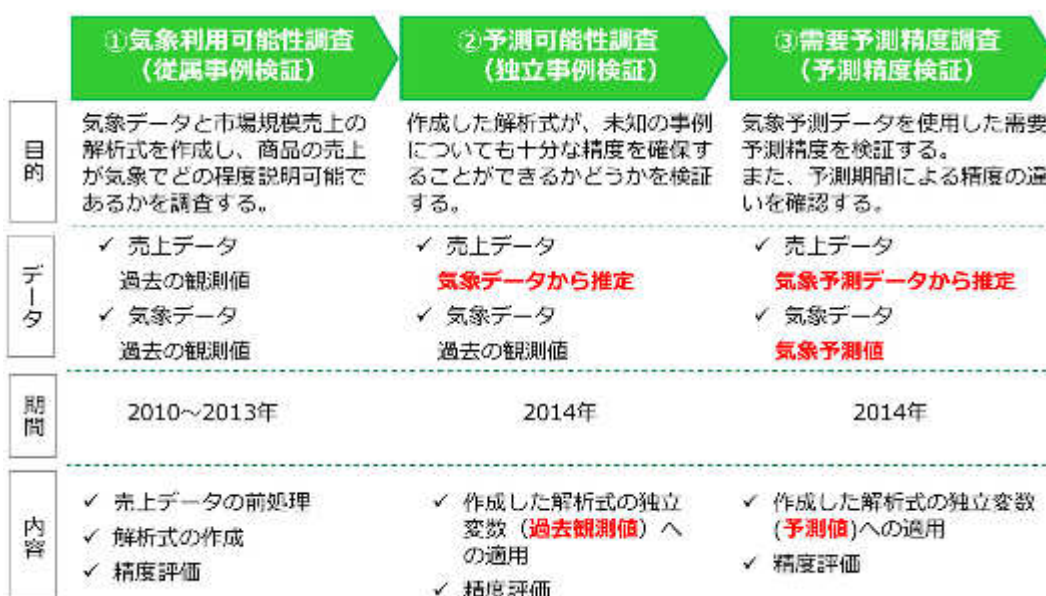 ①気象利用可能性調査
(従属事例検証)
②予測可能性調査
(独立事例検証)
③需要予測精度調査
(予測精度検証)
目的
気象データと市場規模売上の
解析式を作成し、商品の売上
が気象でどの程度説明可能で
あるかを調査する。
作成した解析式が、未知の事例
についても十分な精度を確保す
ることができるかどうかを検証
する。
気象予測データを使用した需要
予測精度を検証する。
また、予測期間による精度の違
いを確認する。
データ
✓ 売上データ
過去の観測値
✓ 気象データ
過去の観測値
✓ 売上データ
気象データから推定
✓ 気象データ
過去の観測値
✓ 売上データ
気象予測データから推定
✓ 気象データ
気象予測値
期間
2010～2013年
2014年
2014年
内容
✓ 売上データの前処理
✓ 解析式の作成
✓ 精度評価
✓ 作成した解析式の独立
変数（過去観測値）へ
の適用
✓ 精度評価
✓ 作成した解析式の独立変数
(予測値)への適用
✓ 精度評価